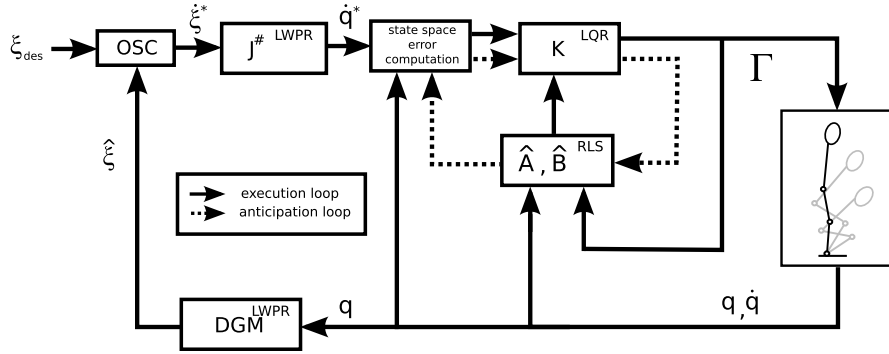 ξdes
OSC
ξ̇*
J# LWPR
q̇*
state space
error
computation
K LQR
Γ
ξ̂
Â , B̂ RLS
execution loop
anticipation loop
DGM LWPR
q
q ,q̇